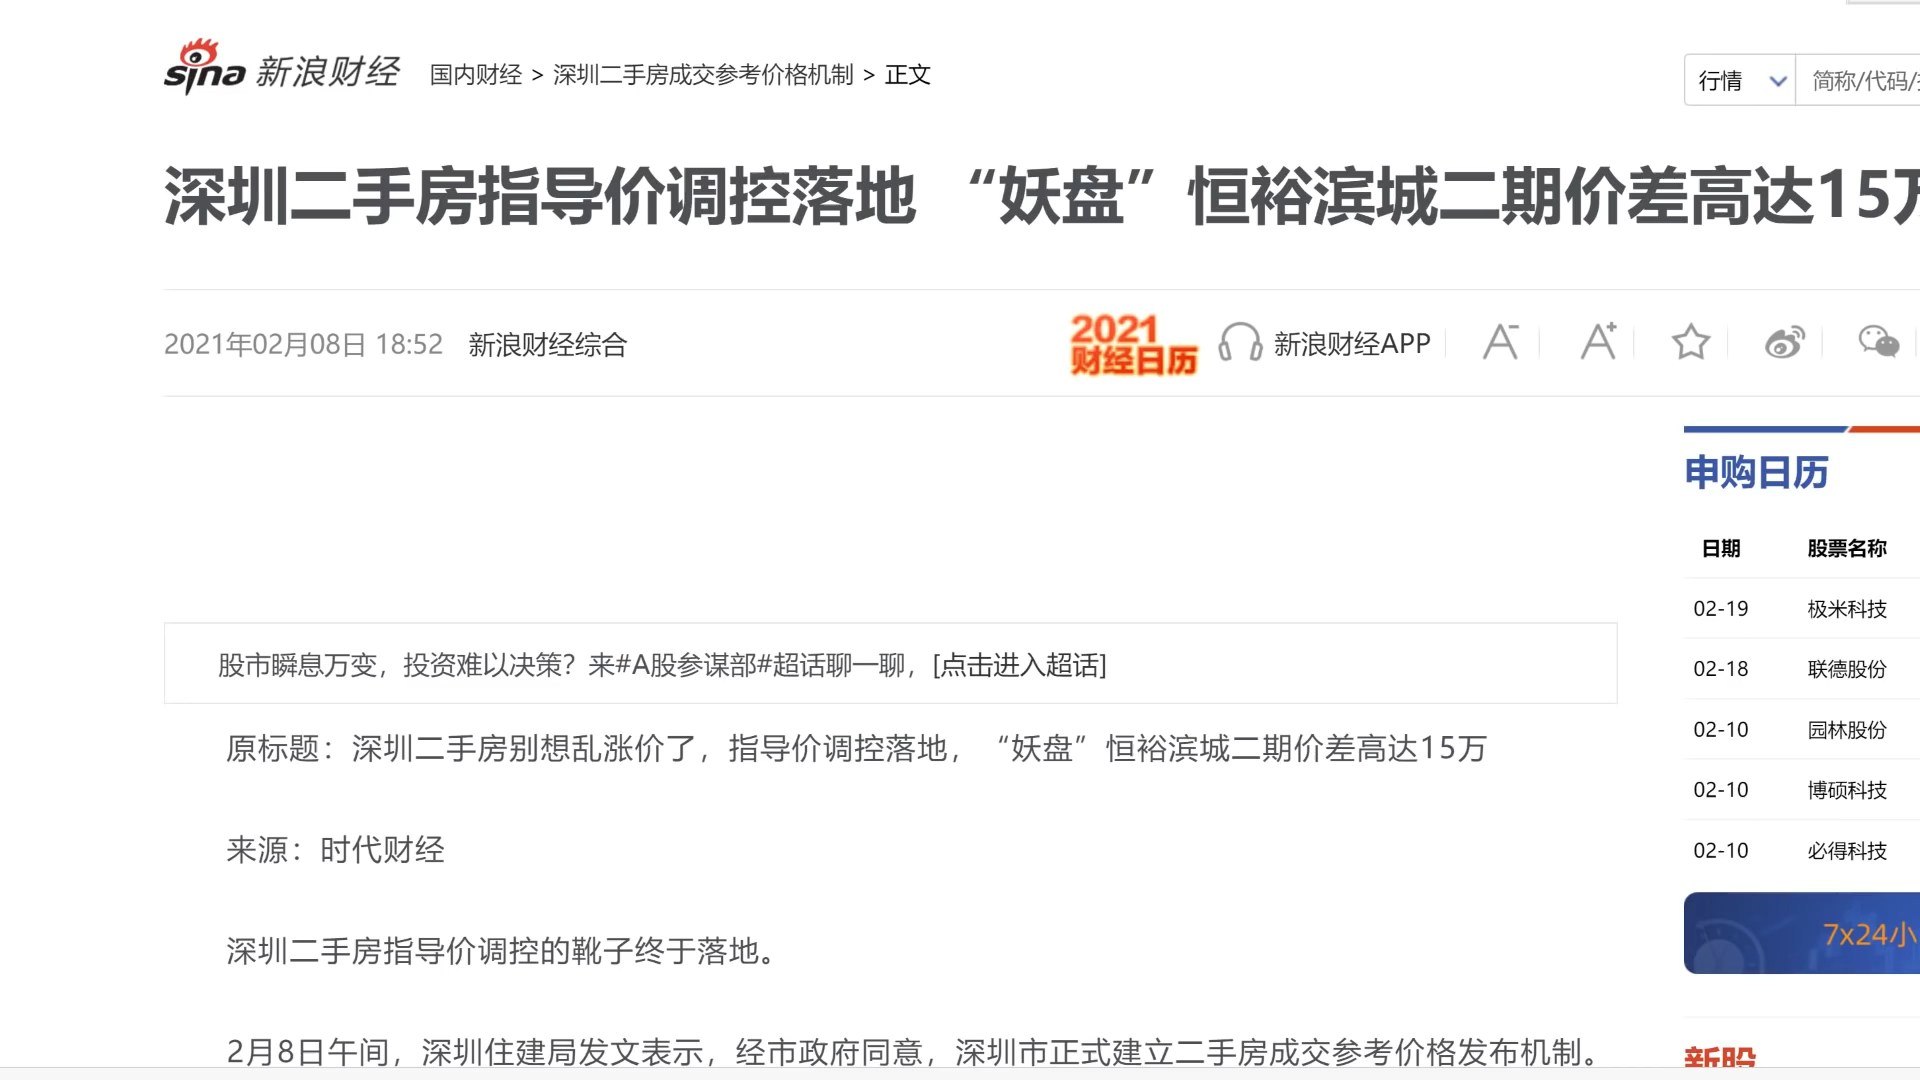 sina 新浪财经 国内财经 > 深圳二手房成交参考价格机制 > 正文
行情 简称/代码/
深圳二手房指导价调控落地 “妖盘”恒裕滨城二期价差高达15万
2021年02月08日 18:52 新浪财经综合
2021
财经日历
新浪财经APP
申购日历
日期 股票名称
02-19 极米科技
02-18 联德股份
02-10 园林股份
02-10 博硕科技
02-10 必得科技
7x24小
新股
股市瞬息万变，投资难以决策？来#A股参谋部#超话聊一聊，[点击进入超话]
原标题：深圳二手房别想乱涨价了，指导价调控落地，“妖盘”恒裕滨城二期价差高达15万
来源：时代财经
深圳二手房指导价调控的靴子终于落地。
2月8日午间，深圳住建局发文表示，经市政府同意，深圳市正式建立二手房成交参考价格发布机制。